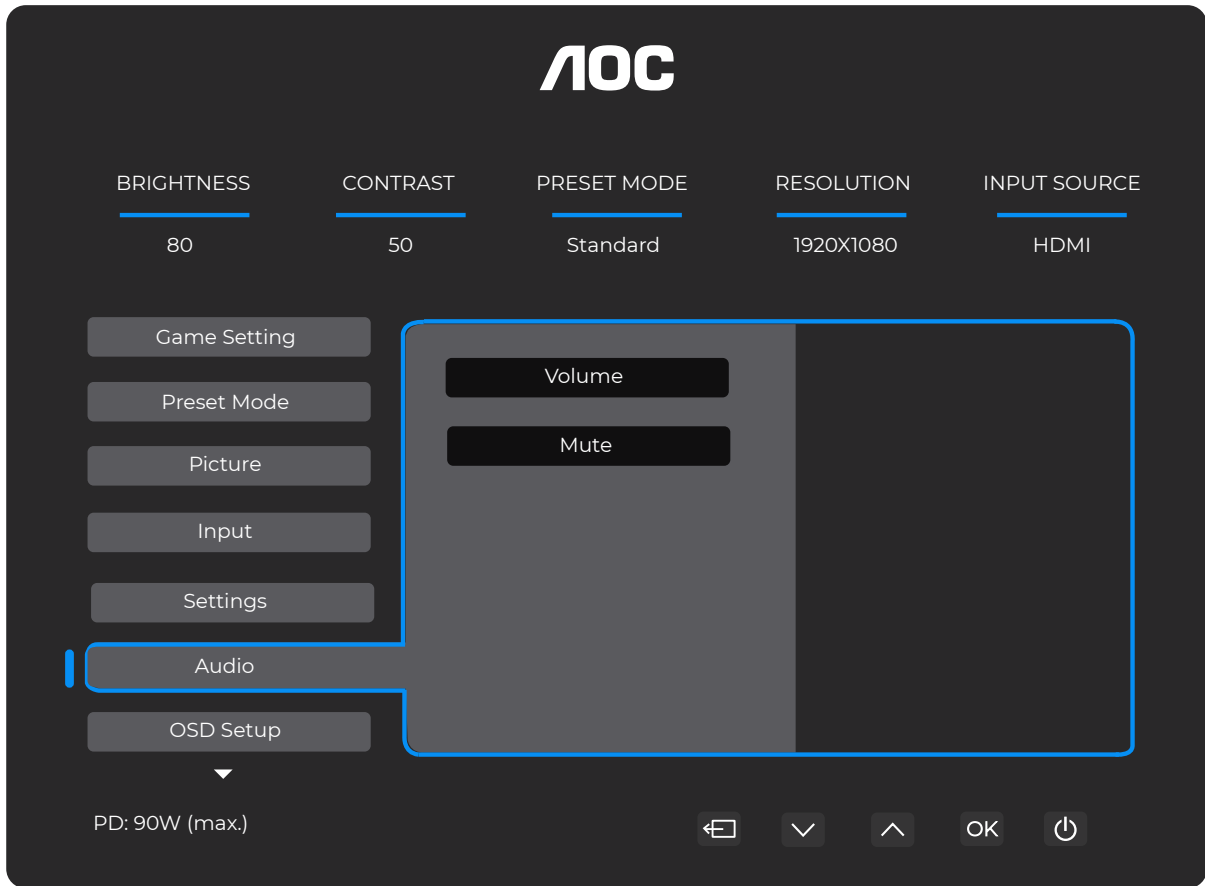 AOC
BRIGHTNESS CONTRAST PRESET MODE RESOLUTION INPUT SOURCE
80 50 Standard 1920X1080 HDMI
Game Setting
Volume
Preset Mode
Mute
Picture
Input
Settings
Audio
OSD Setup
PD: 90W (max.)
OK